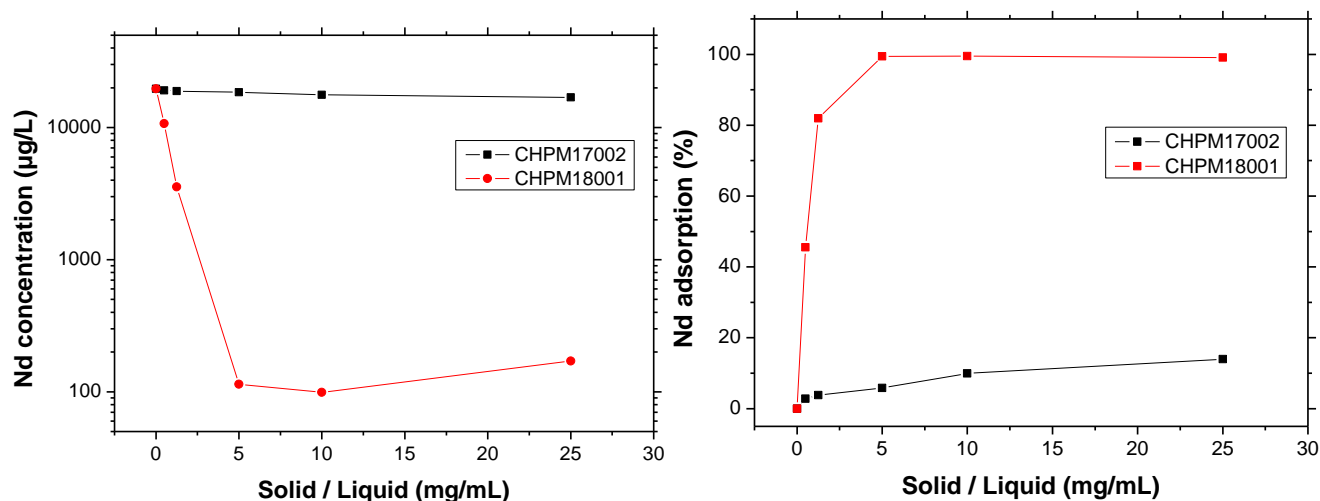 Nd concentration (µg/L)
10000
1000
100
CHPM17002
CHPM18001
0 5 10 15 20 25 30
Solid / Liquid (mg/mL)
Nd adsorption (%)
100
80
60
40
20
0
CHPM17002
CHPM18001
0 5 10 15 20 25 30
Solid / Liquid (mg/mL)